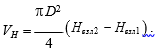 V_H = πD²/4 (H_взл2 − H_взл1)